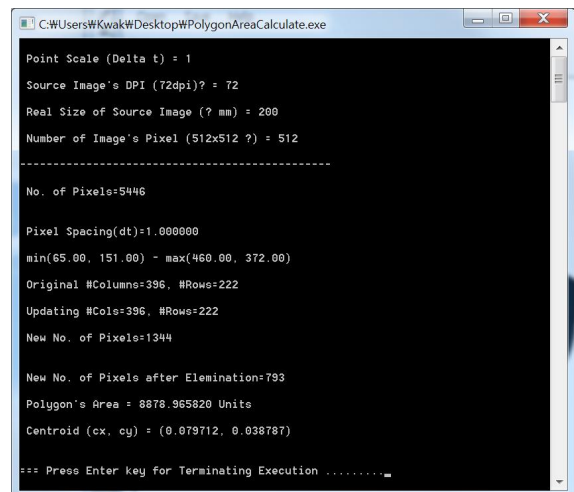 C:₩Users₩Kwak₩Desktop₩PolygonAreaCalculate.exe
Point Scale (Delta t) = 1
Source Image's DPI (72dpi)? = 72
Real Size of Source Image (? mm) = 200
Number of Image's Pixel (512x512 ?) = 512
-----------------------------------------------
No. of Pixels=5446
Pixel Spacing(dt)=1.000000
min(65.00, 151.00) - max(460.00, 372.00)
Original #Columns=396, #Rows=222
Updating #Cols=396, #Rows=222
New No. of Pixels=1344
New No. of Pixels after Elemination=793
Polygon's Area = 8878.965820 Units
Centroid (cx, cy) = (0.079712, 0.038787)
=== Press Enter key for Terminating Execution .........